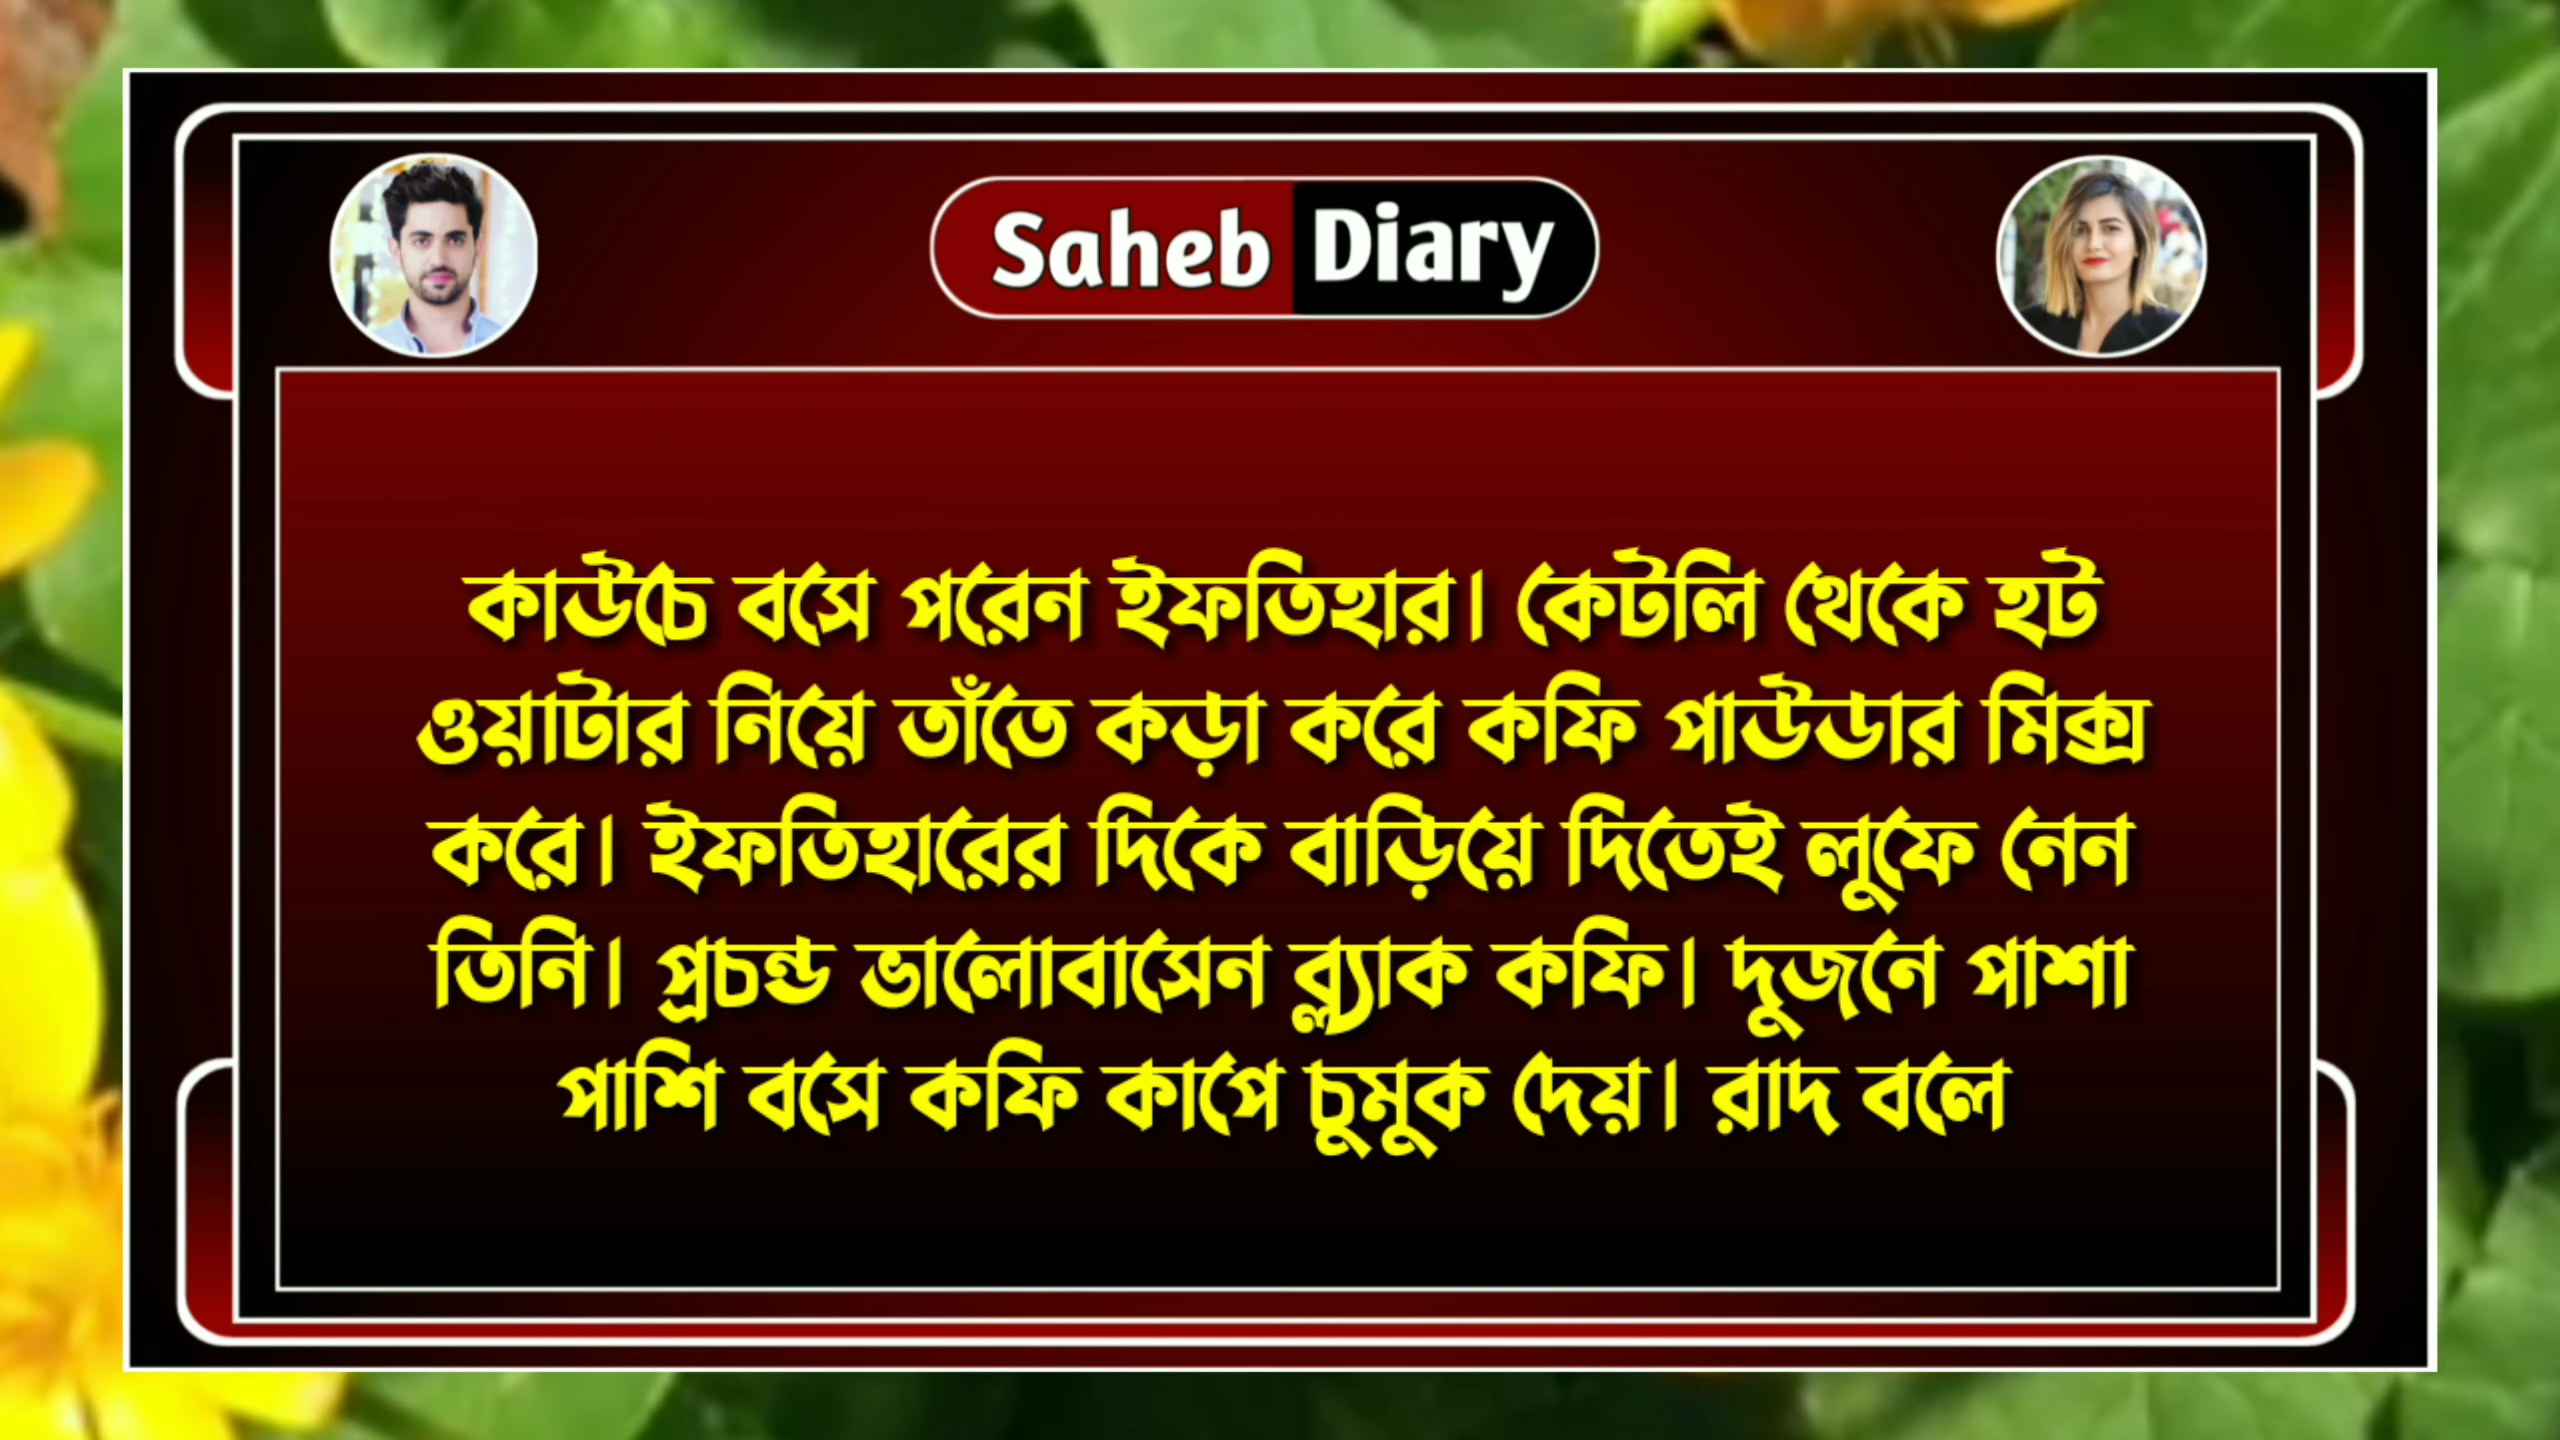 Saheb Diary
কাউচে বসে পরেন ইফতিহার। কেটলি থেকে হট
ওয়াটার নিয়ে তাঁতে কড়া করে কফি পাউডার মিক্স
করে। ইফতিহারের দিকে বাড়িয়ে দিতেই লুফে নেন
তিনি। প্রচন্ড ভালোবাসেন ব্ল্যাক কফি। দুজনে পাশা
পাশি বসে কফি কাপে চুমুক দেয়। রাদ বলে